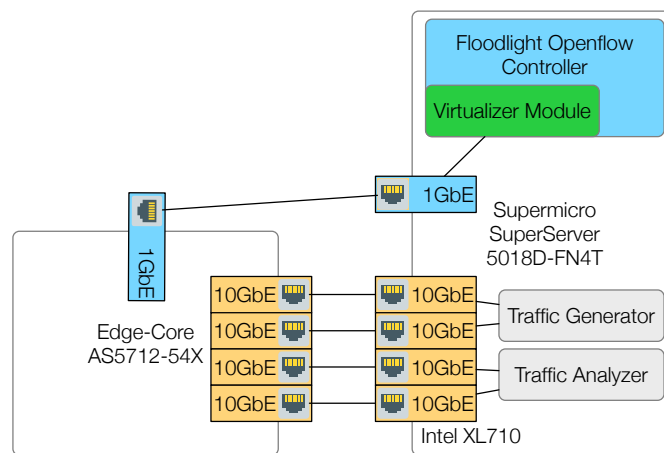 Floodlight Openflow
Controller
Virtualizer Module
1GbE
Supermicro
SuperServer
5018D-FN4T
1GbE
Edge-Core
AS5712-54X
10GbE
10GbE
10GbE
10GbE
10GbE
10GbE
10GbE
10GbE
Traffic Generator
Traffic Analyzer
Intel XL710